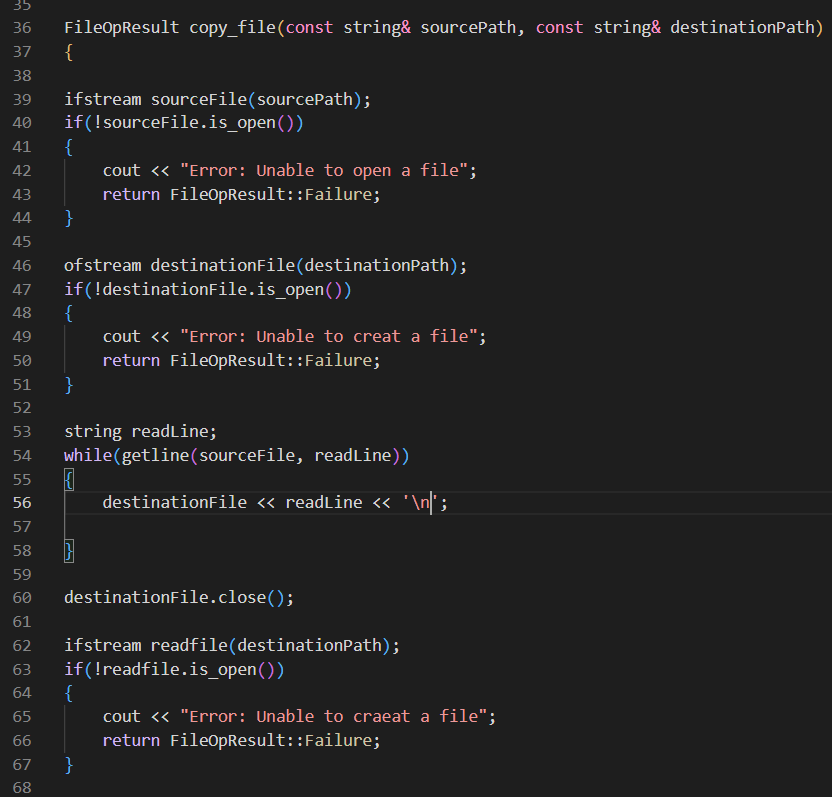 35
36 FileOpResult copy_file(const string& sourcePath, const string& destinationPath)
37 {
38
39 ifstream sourceFile(sourcePath);
40 if(!sourceFile.is_open())
41 {
42     cout << "Error: Unable to open a file";
43     return FileOpResult::Failure;
44 }
45
46 ofstream destinationFile(destinationPath);
47 if(!destinationFile.is_open())
48 {
49     cout << "Error: Unable to creat a file";
50     return FileOpResult::Failure;
51 }
52
53 string readLine;
54 while(getline(sourceFile, readLine))
55 {
56     destinationFile << readLine << '\n';
57
58 }
59
60 destinationFile.close();
61
62 ifstream readfile(destinationPath);
63 if(!readfile.is_open())
64 {
65     cout << "Error: Unable to craeat a file";
66     return FileOpResult::Failure;
67 }
68